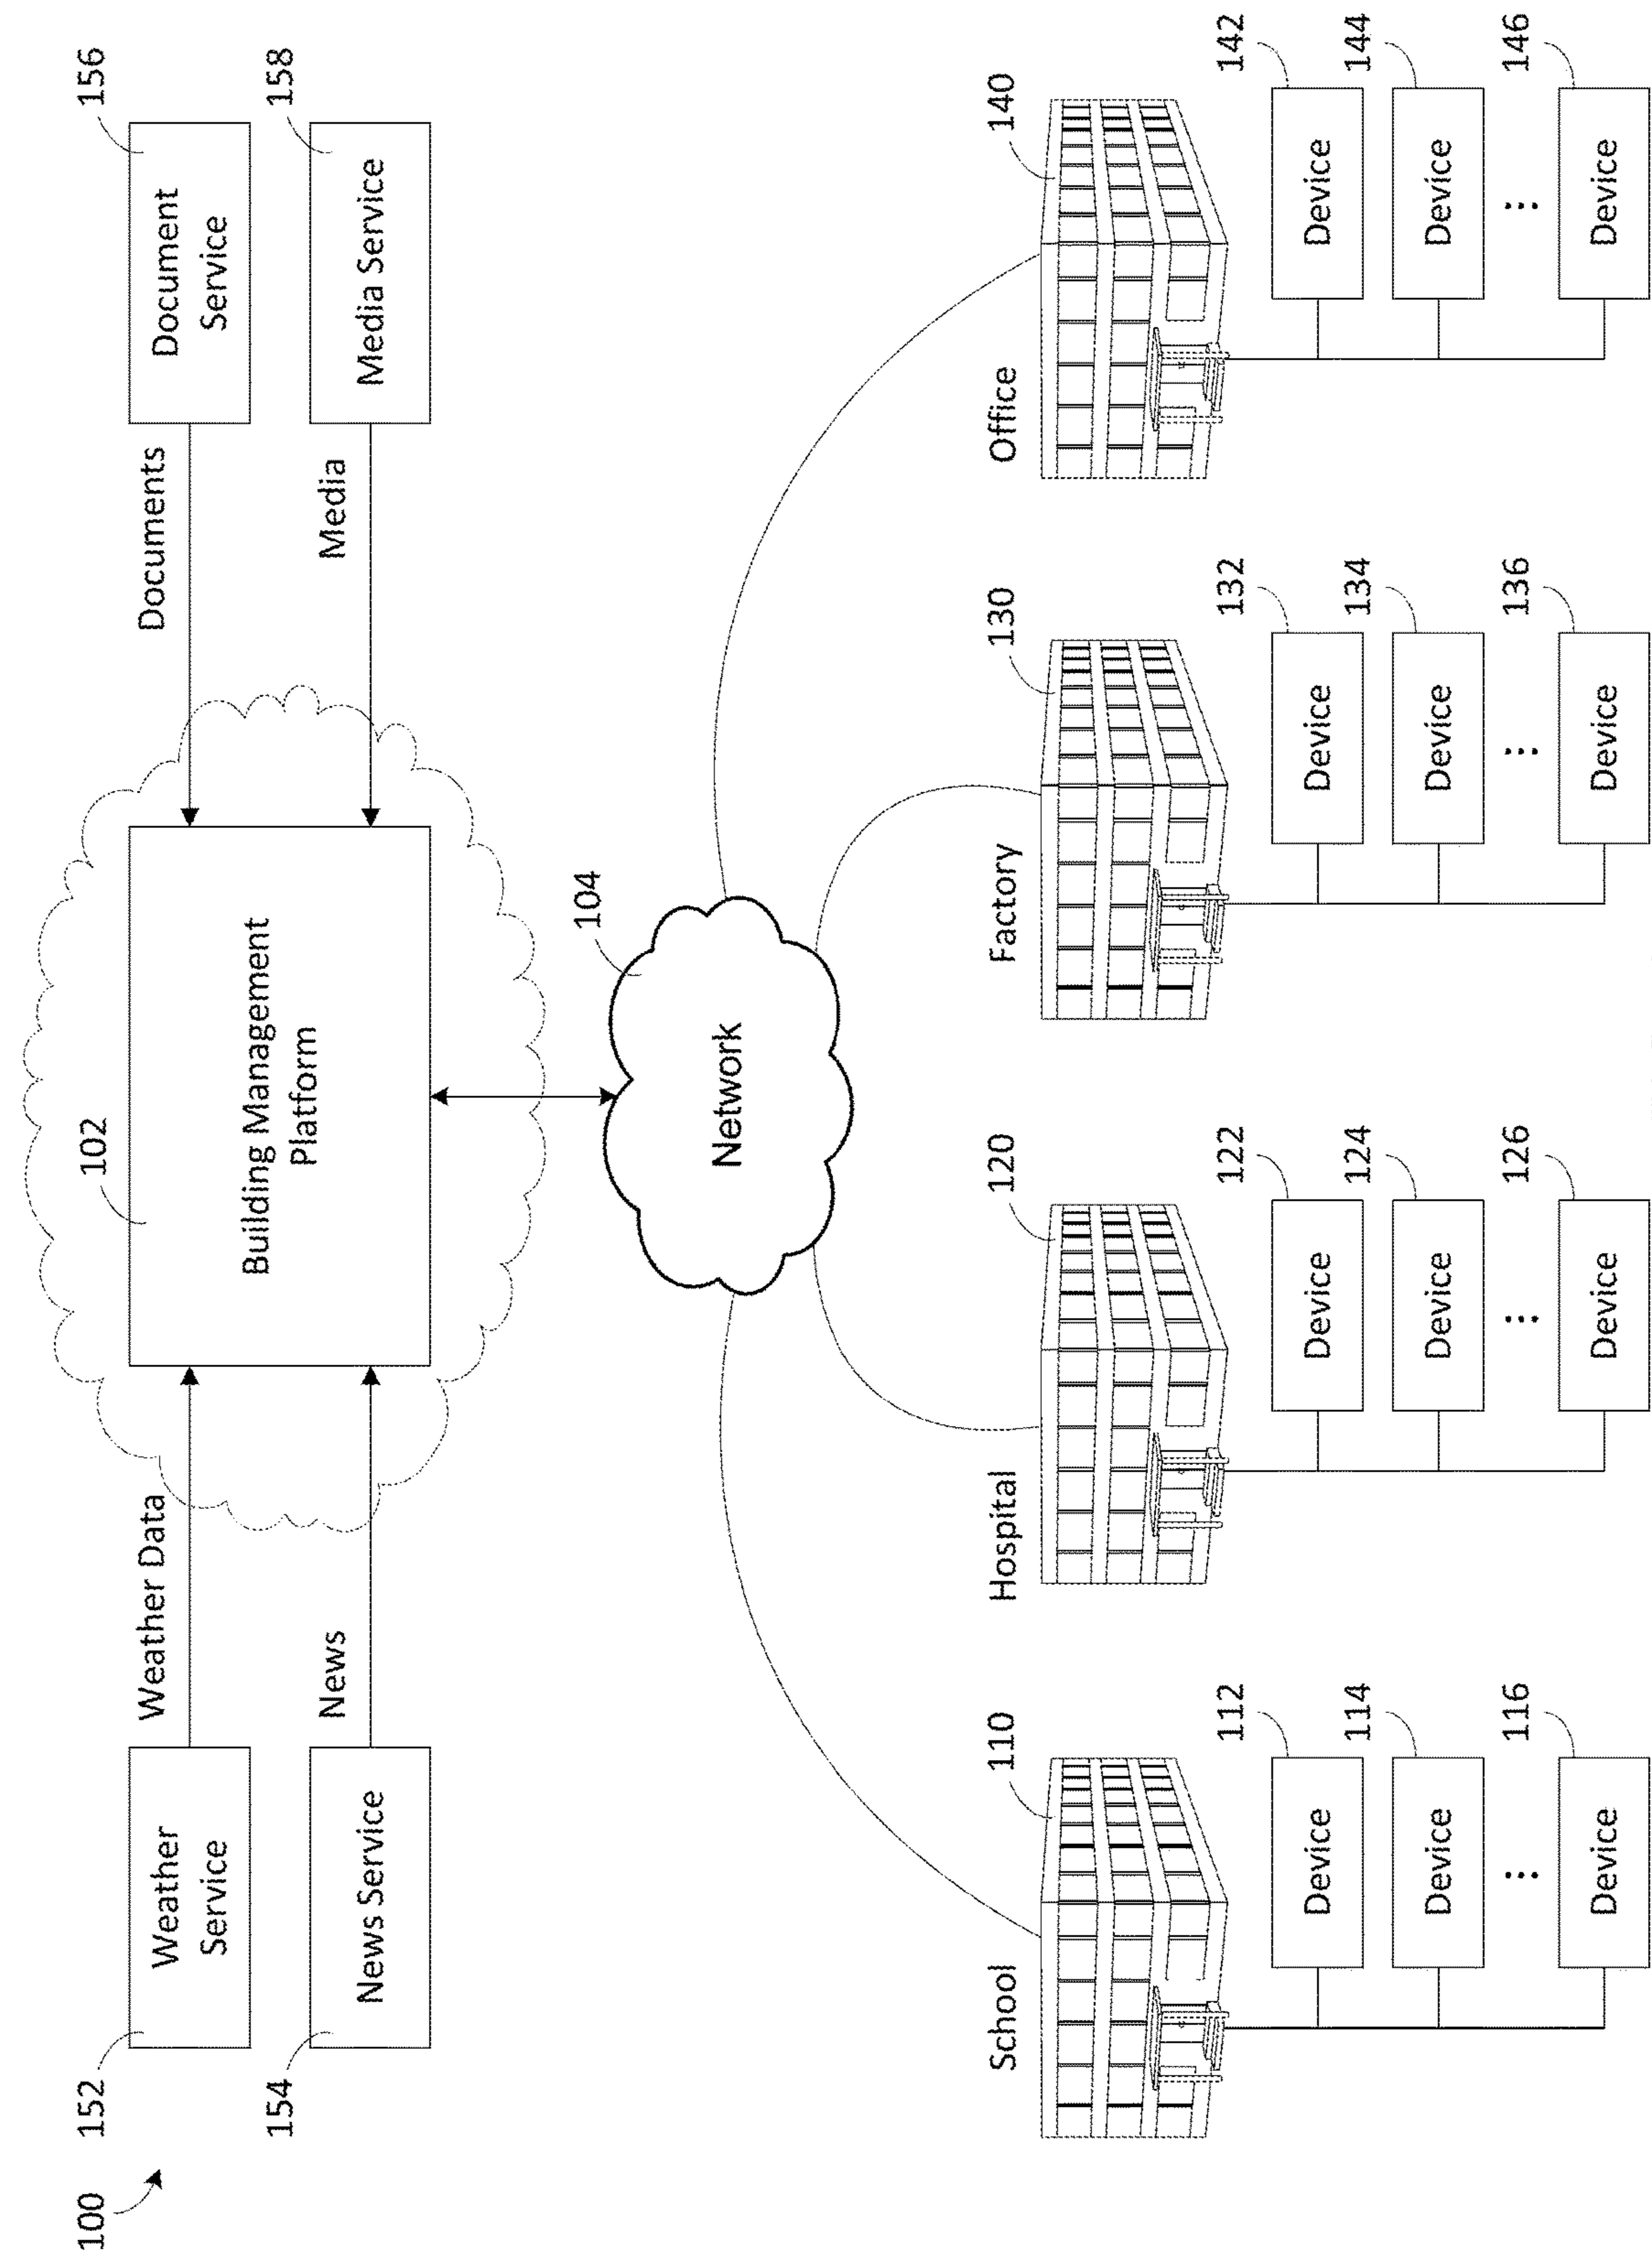 100
152
Weather
Service
Weather Data
154
News Service
News
102
Building Management
Platform
Documents
Document
Service
156
Media
Media Service
158
104
Network
School
110
Hospital
120
Factory
130
Office
140
Device
112
Device
114
Device
116
Device
122
Device
124
Device
126
Device
132
Device
134
Device
136
Device
142
Device
144
Device
146